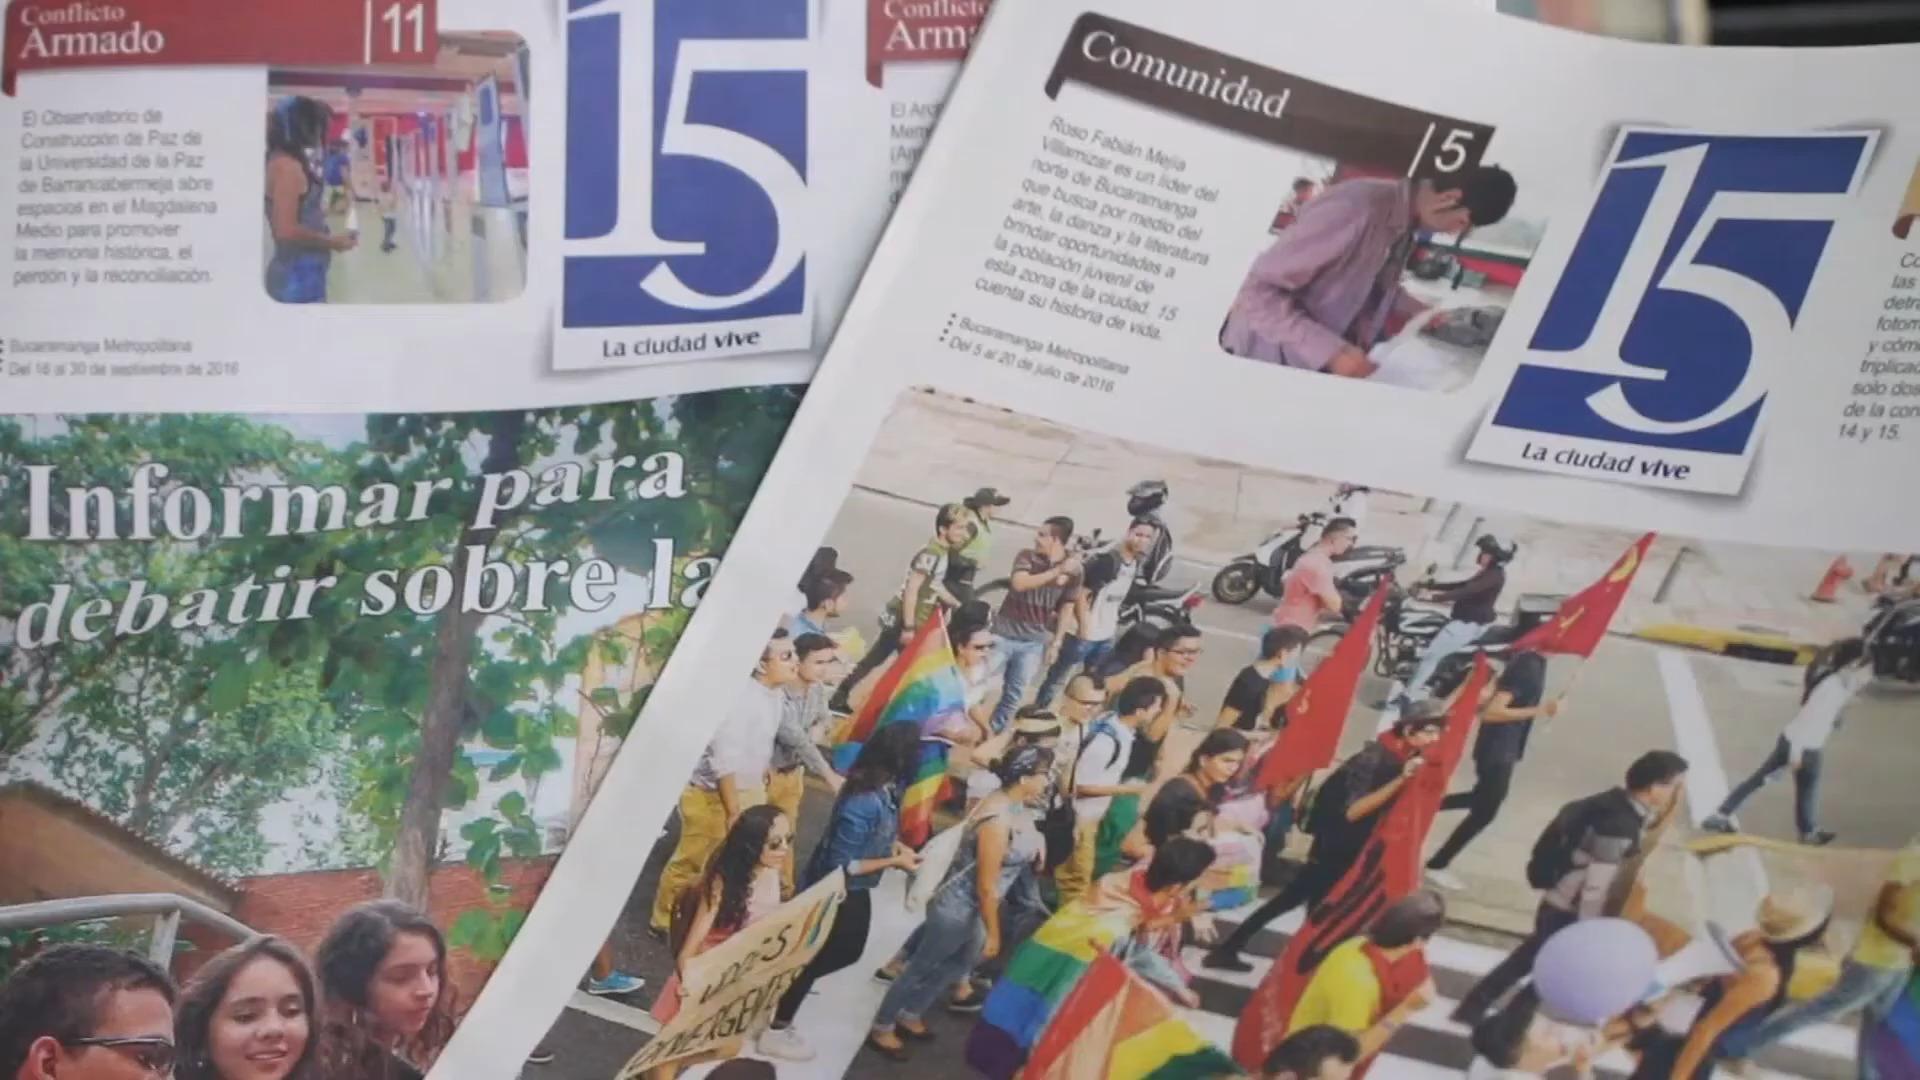 Conflicto
Armado
11
El Observatorio de
Construcción de Paz de
la Universidad de la Paz
de Barrancabermeja abre
espacios en el Magdalena
Medio para promover
la memoria histórica, el
perdón y la reconciliación.
Bucaramanga Metropolitana
Del 16 al 30 de septiembre de 2016
15
La ciudad vive
Informar para
debatir sobre la
Conflicto
Comunidad
5
Roso Fabián Mejía
Villamizar es un líder del
norte de Bucaramanga
que busca por medio del
arte, la danza y la literatura
brindar oportunidades a
la población juvenil de
esta zona de la ciudad. 15
cuenta su historia de vida.
Bucaramanga Metropolitana
Del 5 al 20 de julio de 2016
15
La ciudad vive
las
y cómo
solo dos
14 y 15.